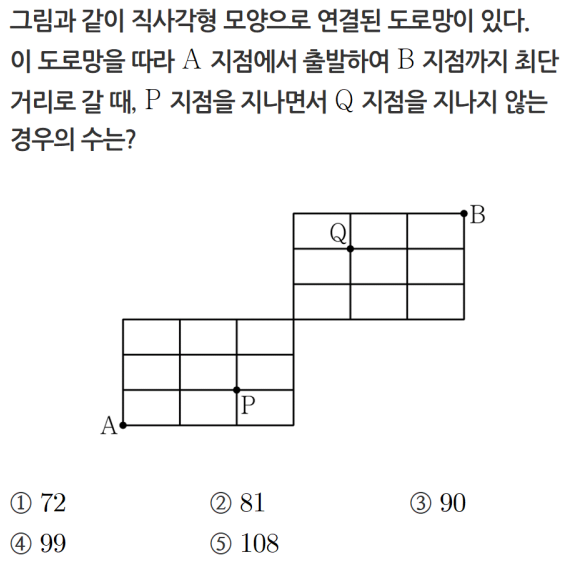 그림과 같이 직사각형 모양으로 연결된 도로망이 있다.
이 도로망을 따라 A 지점에서 출발하여 B 지점까지 최단
거리로 갈 때, P 지점을 지나면서 Q 지점을 지나지 않는
경우의 수는?
B
Q
P
A
① 72 ② 81 ③ 90
④ 99 ⑤ 108